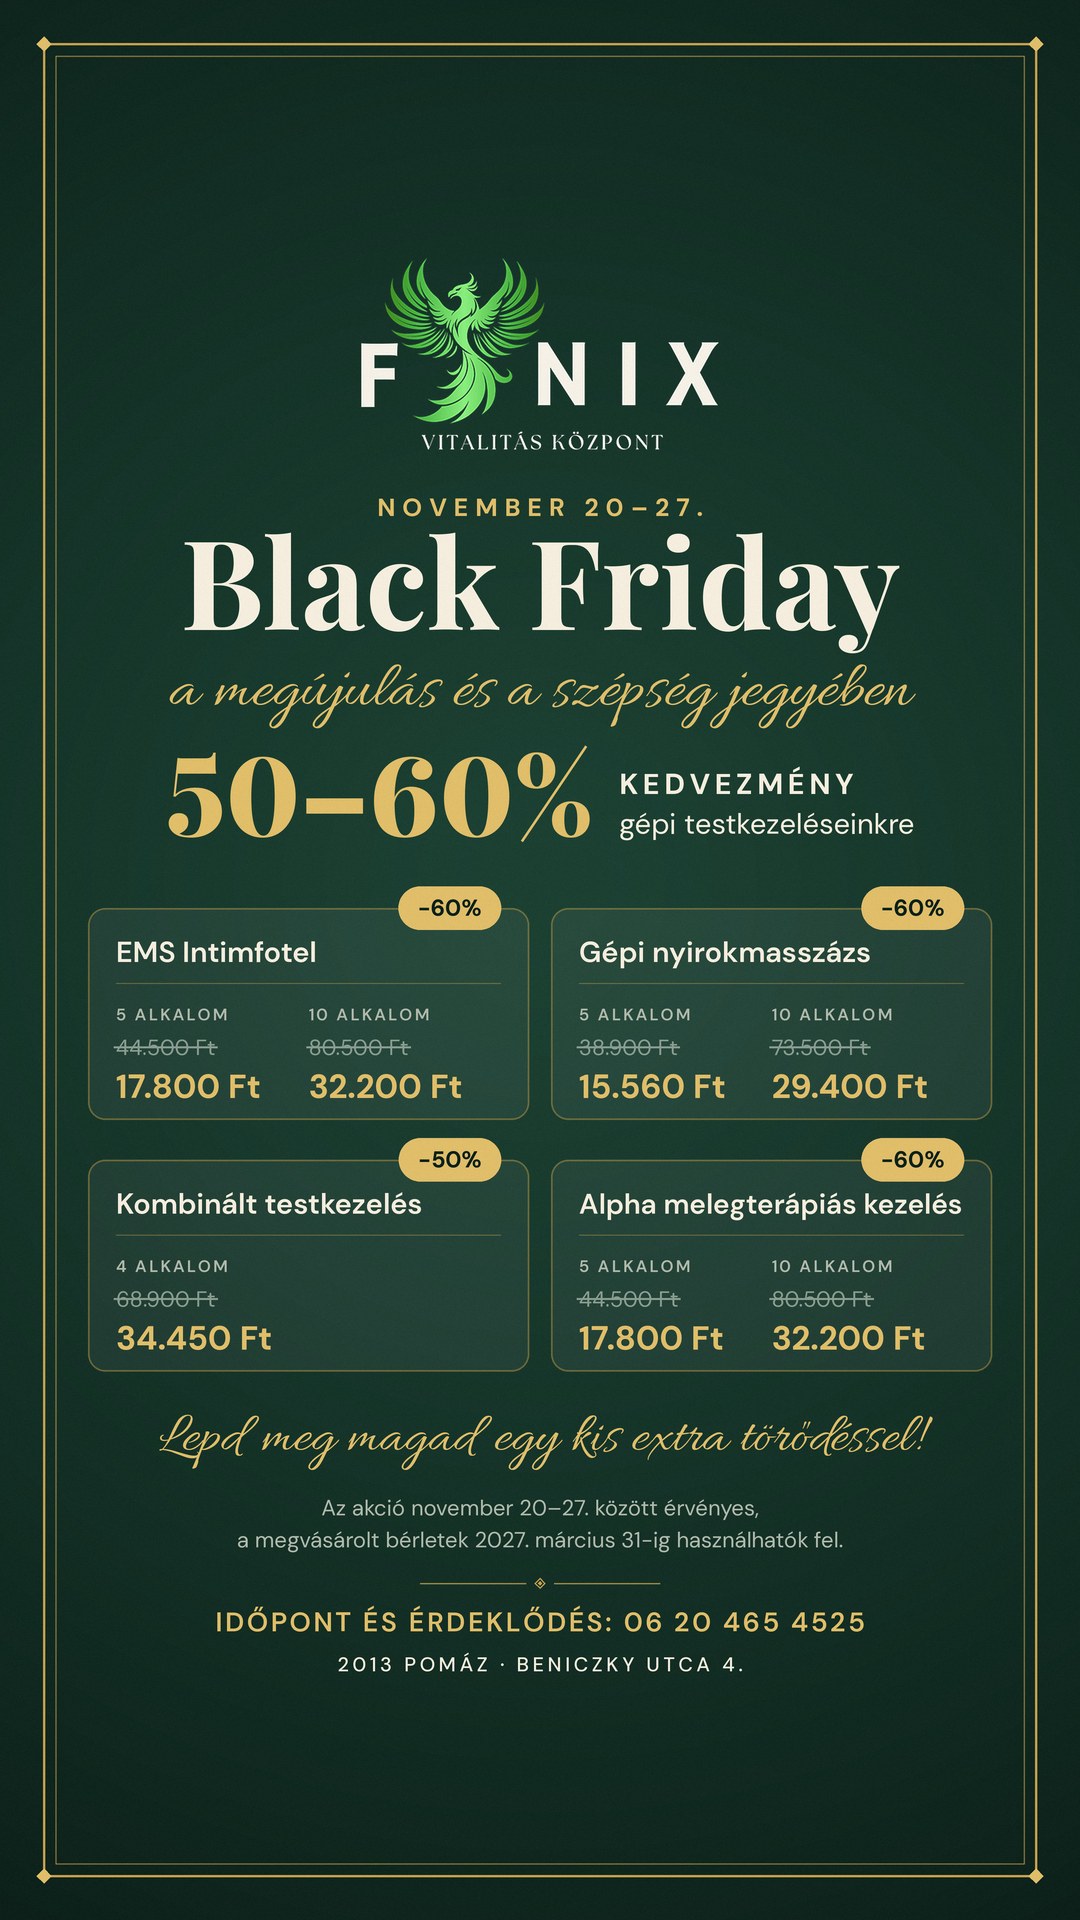 F NIX
VITALITÁS KÖZPONT
NOVEMBER 20–27.
Black Friday
a megújulás és a szépség jegyében
50–60%
KEDVEZMÉNY
gépi testkezeléseinkre
-60%
EMS Intimfotel
5 ALKALOM 10 ALKALOM
44.500 Ft 80.500 Ft
17.800 Ft 32.200 Ft
-60%
Gépi nyirokmasszázs
5 ALKALOM 10 ALKALOM
38.900 Ft 73.500 Ft
15.560 Ft 29.400 Ft
-50%
Kombinált testkezelés
4 ALKALOM
68.900 Ft
34.450 Ft
-60%
Alpha melegterápiás kezelés
5 ALKALOM 10 ALKALOM
44.500 Ft 80.500 Ft
17.800 Ft 32.200 Ft
Lepd meg magad egy kis extra törődéssel!
Az akció november 20–27. között érvényes,
a megvásárolt bérletek 2027. március 31-ig használhatók fel.
IDŐPONT ÉS ÉRDEKLŐDÉS: 06 20 465 4525
2013 POMÁZ · BENICZKY UTCA 4.